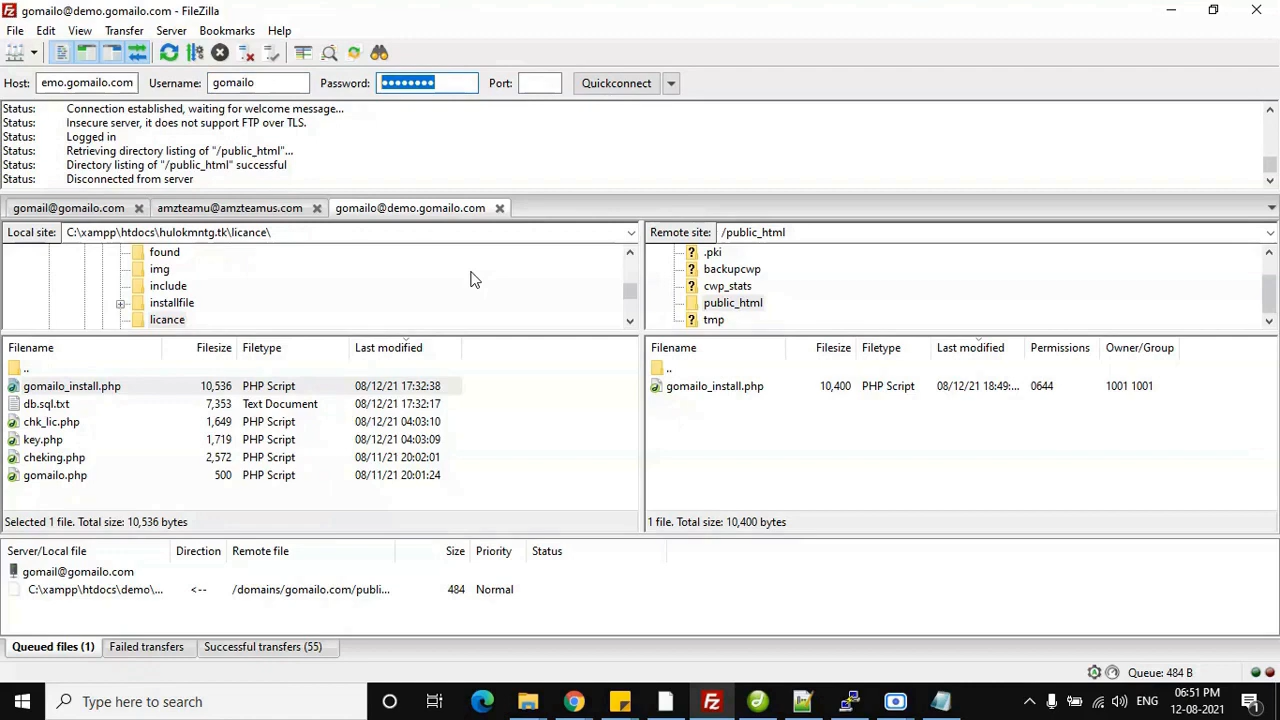 gomailo@demo.gomailo.com - FileZilla
File Edit View Transfer Server Bookmarks Help
Host: emo.gomailo.com Username: gomailo Password: •••••••• Port: Quickconnect
Status: Connection established, waiting for welcome message...
Status: Insecure server, it does not support FTP over TLS.
Status: Logged in
Status: Retrieving directory listing of "/public_html"...
Status: Directory listing of "/public_html" successful
Status: Disconnected from server
gomail@gomailo.com amzteamu@amzteamus.com gomailo@demo.gomailo.com
Local site: C:\xampp\htdocs\hulokmntg.tk\licance\ Remote site: /public_html
found .pki
img backupcwp
include cwp_stats
installfile public_html
licance tmp
Filename Filesize Filetype Last modified Filename Filesize Filetype Last modified Permissions Owner/Group
.. ..
gomailo_install.php 10,536 PHP Script 08/12/21 17:32:38 gomailo_install.php 10,400 PHP Script 08/12/21 18:49:... 0644 1001 1001
db.sql.txt 7,353 Text Document 08/12/21 17:32:17
chk_lic.php 1,649 PHP Script 08/12/21 04:03:10
key.php 1,719 PHP Script 08/12/21 04:03:09
cheking.php 2,572 PHP Script 08/11/21 20:02:01
gomailo.php 500 PHP Script 08/11/21 20:01:24
Selected 1 file. Total size: 10,536 bytes 1 file. Total size: 10,400 bytes
Server/Local file Direction Remote file Size Priority Status
gomail@gomailo.com
C:\xampp\htdocs\demo\... <-- /domains/gomailo.com/publi... 484 Normal
Queued files (1) Failed transfers Successful transfers (55)
Queue: 484 B
Type here to search ENG 06:51 PM
12-08-2021
1